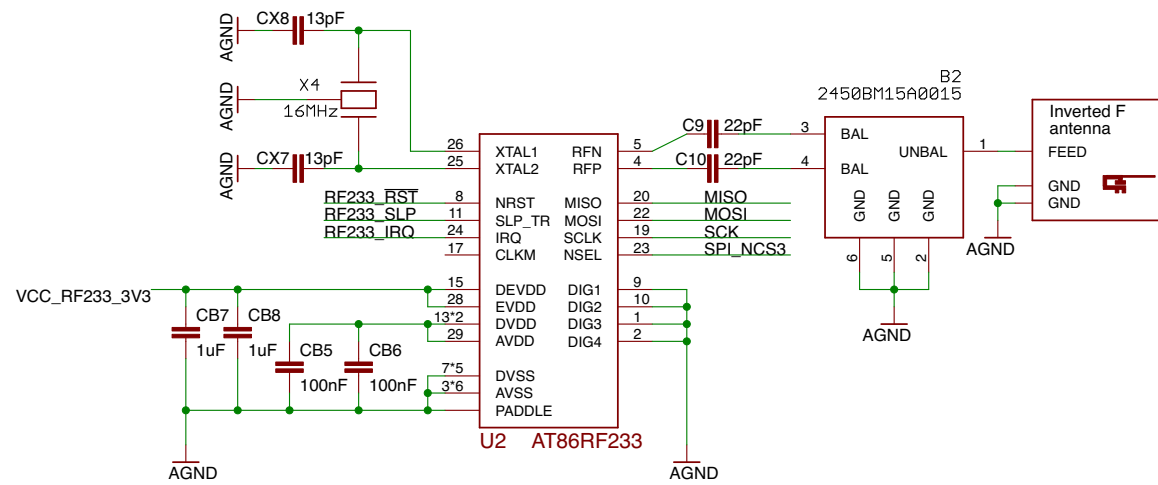 AGND
CX8
13pF
X4
16MHz
AGND
CX7
13pF
AGND
B2
2450BM15A0015
Inverted F
antenna
FEED
GND
GND
AGND
C9
22pF
3
BAL
C10
22pF
4
BAL
UNBAL
1
GND
GND
GND
6
5
2
AGND
26
XTAL1
RFN
5
25
XTAL2
RFP
4
RF233_RST
8
NRST
MISO
20
MISO
RF233_SLP
11
SLP_TR
MOSI
22
MOSI
RF233_IRQ
24
IRQ
SCLK
19
SCK
17
CLKM
NSEL
23
SPI_NCS3
VCC_RF233_3V3
15
DEVDD
DIG1
9
28
EVDD
DIG2
10
13*2
DVDD
DIG3
1
29
AVDD
DIG4
2
CB7
1uF
CB8
1uF
CB5
100nF
CB6
100nF
7*5
DVSS
3*6
AVSS
PADDLE
U2 AT86RF233
AGND
AGND